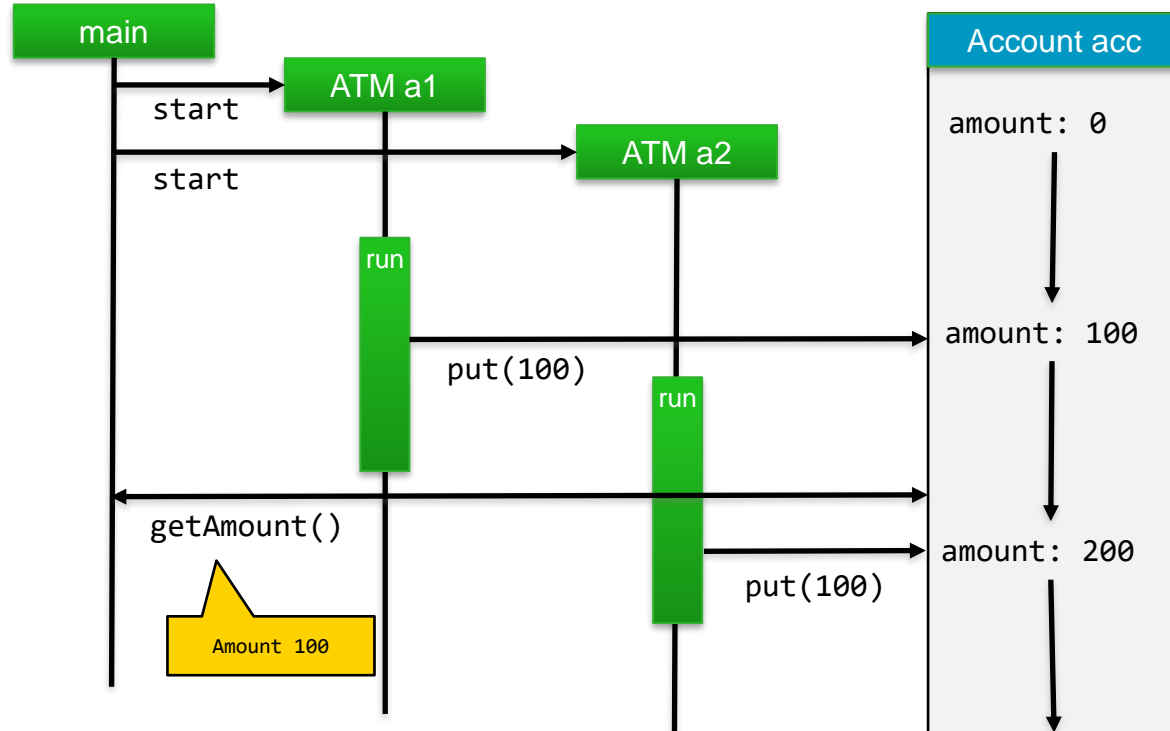 main
Account acc
ATM a1
start
amount: 0
ATM a2
start
run
amount: 100
put(100)
run
getAmount()
amount: 200
put(100)
Amount 100